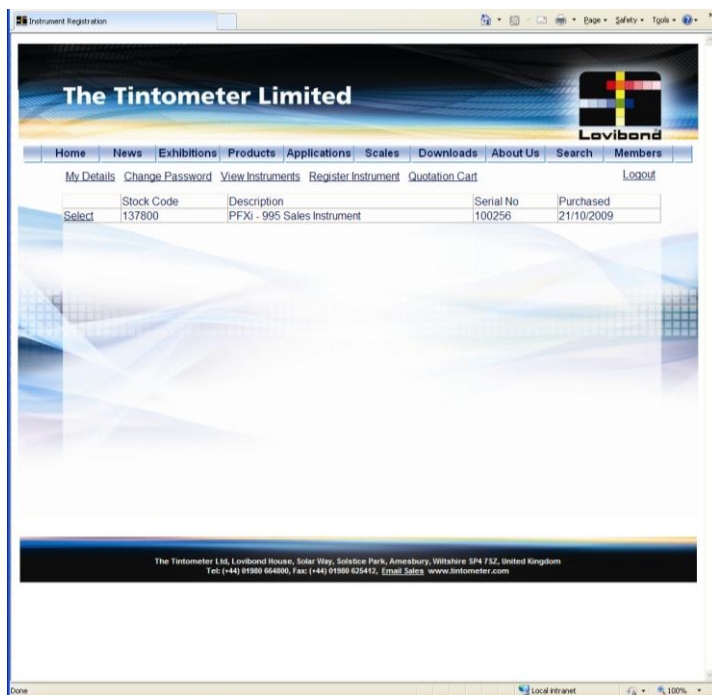 Instrument Registration
Page Safety Tools
The Tintometer Limited
Lovibond
Home News Exhibitions Products Applications Scales Downloads About Us Search Members
My Details Change Password View Instruments Register Instrument Quotation Cart Logout
Stock Code Description Serial No Purchased
Select 137800 PFXi - 995 Sales Instrument 100256 21/10/2009
The Tintometer Ltd, Lovibond House, Solar Way, Solstice Park, Amesbury, Wiltshire SP4 7SZ, United Kingdom
Tel: (+44) 01980 664800, Fax: (+44) 01980 625412, Email Sales www.tintometer.com
Done Local intranet 100%